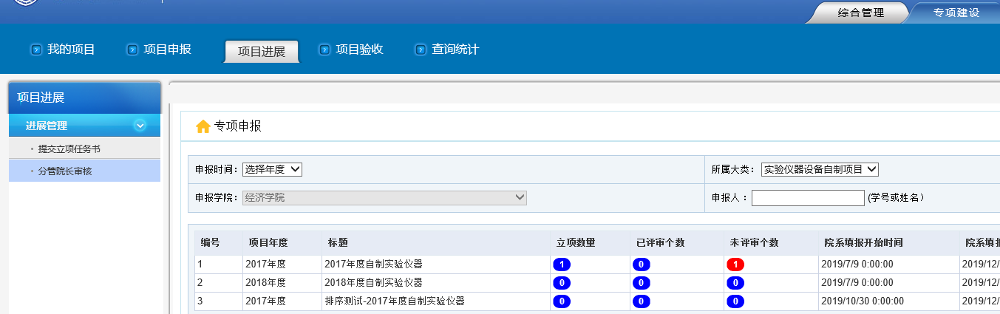 综合管理 专项建设
我的项目 项目申报 项目进展 项目验收 查询统计
项目进展
进展管理
提交立项任务书
分管院长审核
专项申报
申报时间： 选择年度 所属大类： 实验仪器设备自制项目
申报学院： 经济学院 申报人 ： (学号或姓名）
编号 项目年度 标题 立项数量 已评审个数 未评审个数 院系填报开始时间 院系填
1 2017年度 2017年度自制实验仪器 1 0 1 2019/7/9 0:00:00 2019/12/
2 2018年度 2018年度自制实验仪器 0 0 0 2019/7/9 0:00:00 2019/12/
3 2017年度 排序测试-2017年度自制实验仪器 0 0 0 2019/10/30 0:00:00 2019/12/